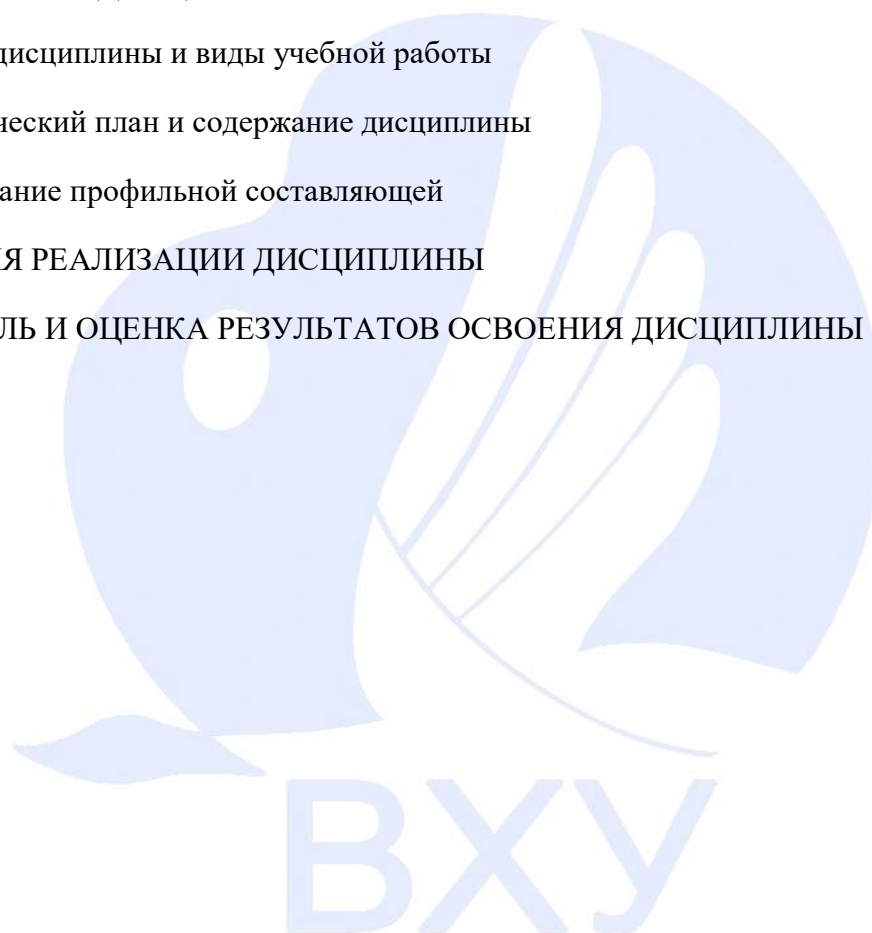 дисциплины и виды учебной работы
ческий план и содержание дисциплины
ание профильной составляющей
ИЯ РЕАЛИЗАЦИИ ДИСЦИПЛИНЫ
ЛЬ И ОЦЕНКА РЕЗУЛЬТАТОВ ОСВОЕНИЯ ДИСЦИПЛИНЫ
ВХУ